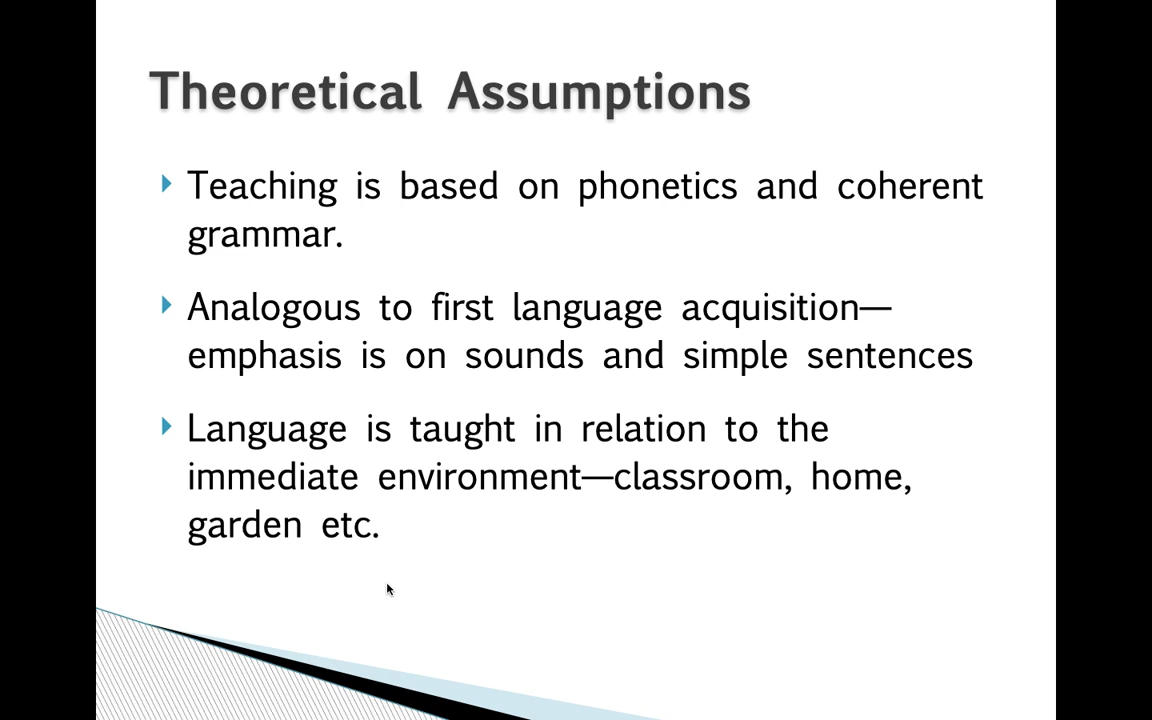 Theoretical Assumptions
Teaching is based on phonetics and coherent
grammar.
Analogous to first language acquisition—
emphasis is on sounds and simple sentences
Language is taught in relation to the
immediate environment—classroom, home,
garden etc.